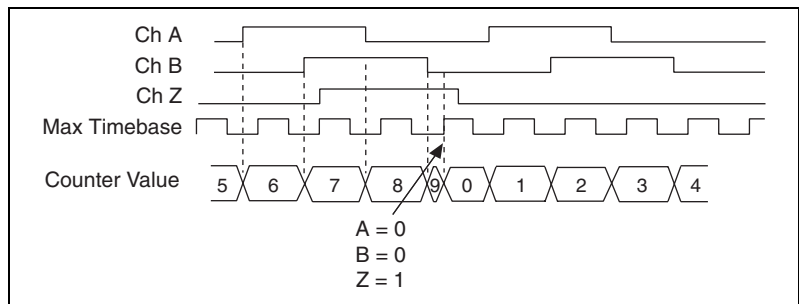 Ch A
Ch B
Ch Z
Max Timebase
Counter Value 5 6 7 8 9 0 1 2 3 4
A = 0
B = 0
Z = 1